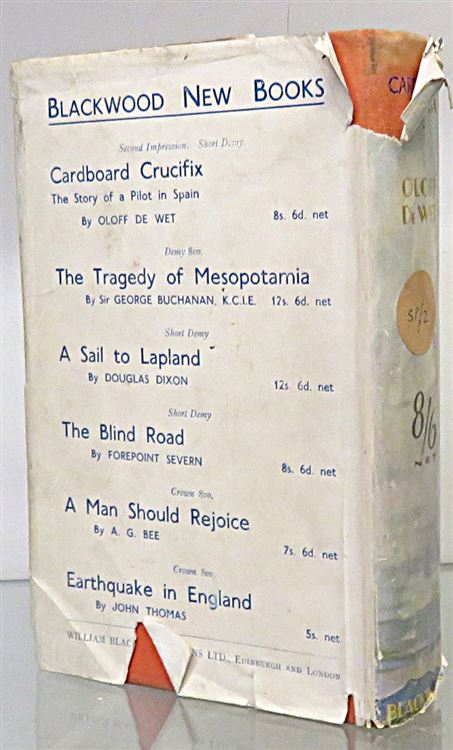 BLACKWOOD NEW BOOKS
Second Impression. Short Demy.
Cardboard Crucifix
The Story of a Pilot in Spain
By OLOFF DE WET 8s. 6d. net
Demy 8vo,
The Tragedy of Mesopotamia
By Sir GEORGE BUCHANAN, K.C.I.E. 12s. 6d. net
Short Demy
A Sail to Lapland
By DOUGLAS DIXON 12s. 6d. net
Short Demy
The Blind Road
By FOREPOINT SEVERN 8s. 6d. net
Crown 8vo,
A Man Should Rejoice
By A. G. BEE 7s. 6d. net
Crown 8vo,
Earthquake in England
By JOHN THOMAS 5s. net
WILLIAM BLAC NS LTD., EDINBURGH AND LONDON
CAR
OLOFF
DE WET
SP/2
8/6
NET
BLACKW